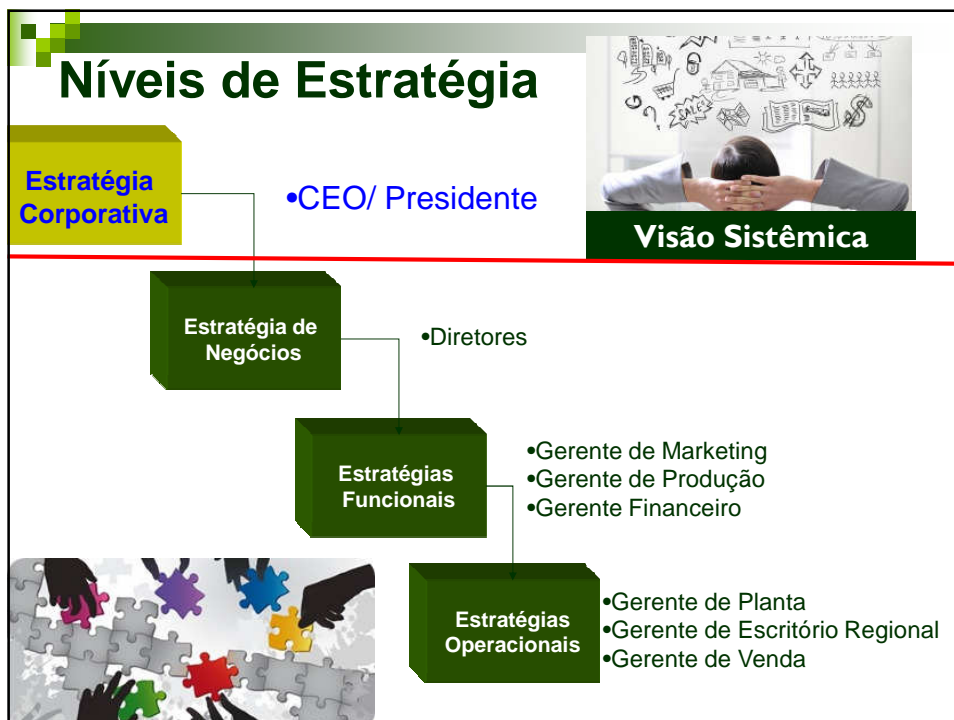 Níveis de Estratégia
SALE
Estratégia
Corporativa
•CEO/ Presidente
Visão Sistêmica
Estratégia de
Negócios
•Diretores
Estratégias
Funcionais
•Gerente de Marketing
•Gerente de Produção
•Gerente Financeiro
Estratégias
Operacionais
•Gerente de Planta
•Gerente de Escritório Regional
•Gerente de Venda